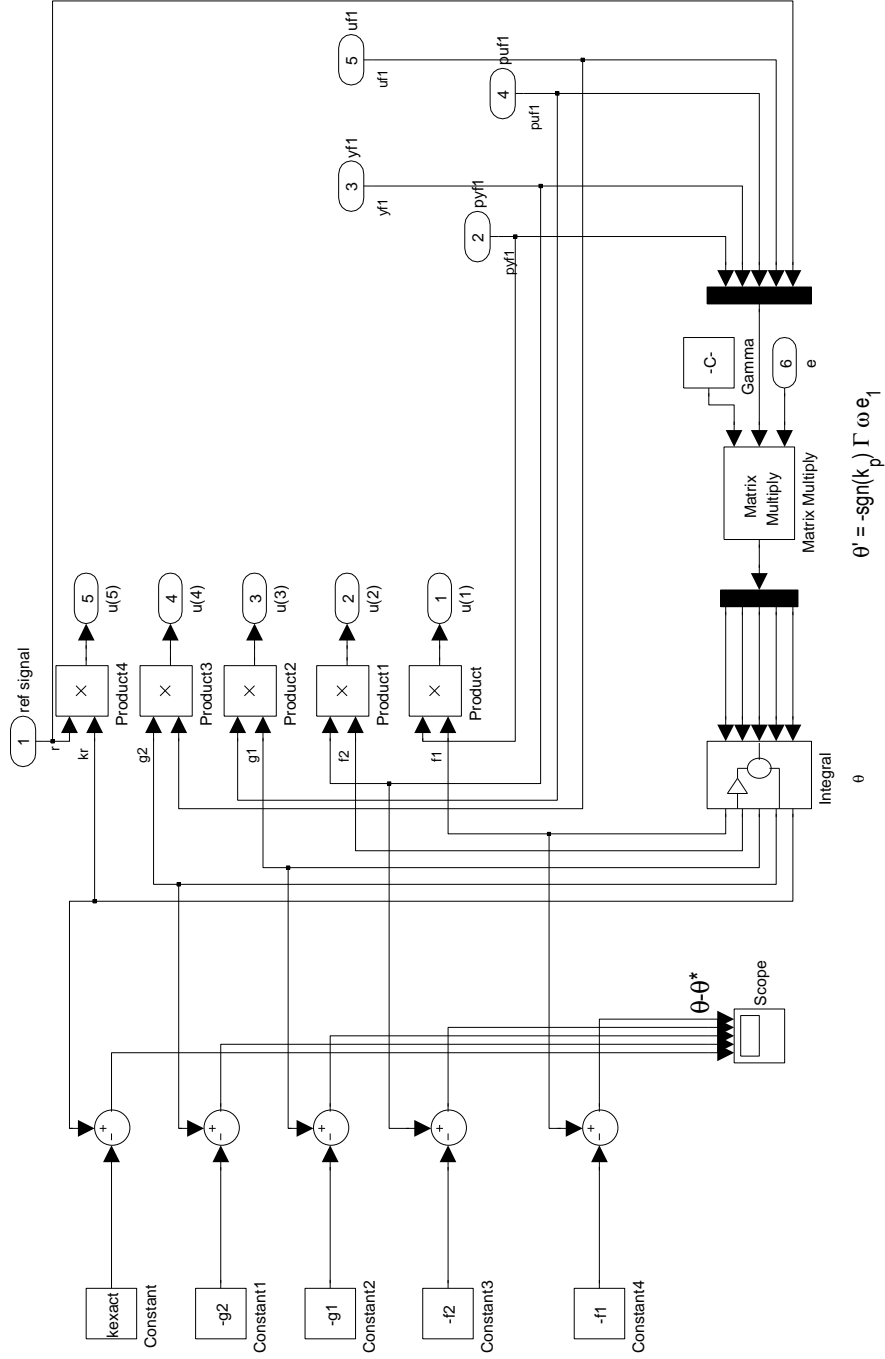 1
ref signal
r
kr
g2
g1
f2
f1
×
Product4
×
Product3
×
Product2
×
Product1
×
Product
5
u(5)
4
u(4)
3
u(3)
2
u(2)
1
u(1)
5
uf1
uf1
4
puf1
puf1
3
yf1
yf1
2
pyf1
pyf1
-C-
Gamma
6
e
Matrix
Multiply
Matrix Multiply
θ' = -sgn(k_p) Γ ω e_1
Integral
θ
θ-θ*
Scope
+
−
+
−
+
−
+
−
+
−
kexact
Constant
-g2
Constant1
-g1
Constant2
-f2
Constant3
-f1
Constant4